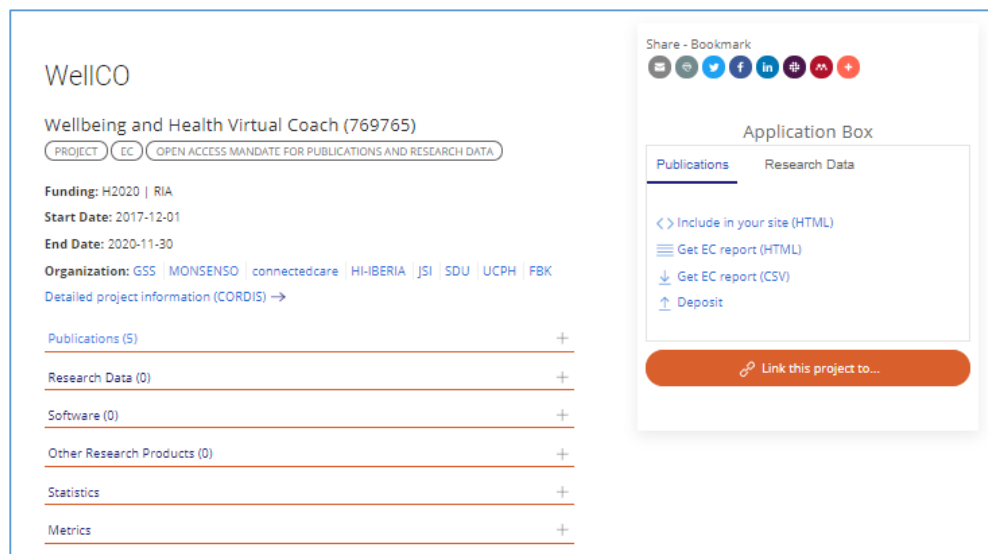 WellCO
Wellbeing and Health Virtual Coach (769765)
PROJECT EC OPEN ACCESS MANDATE FOR PUBLICATIONS AND RESEARCH DATA
Funding: H2020 | RIA
Start Date: 2017-12-01
End Date: 2020-11-30
Organization: GSS MONSENSO connectedcare HI-IBERIA JSI SDU UCPH FBK
Detailed project information (CORDIS) →
Publications (5) +
Research Data (0) +
Software (0) +
Other Research Products (0) +
Statistics +
Metrics +
Share - Bookmark
Application Box
Publications Research Data
Include in your site (HTML)
Get EC report (HTML)
Get EC report (CSV)
Deposit
Link this project to...